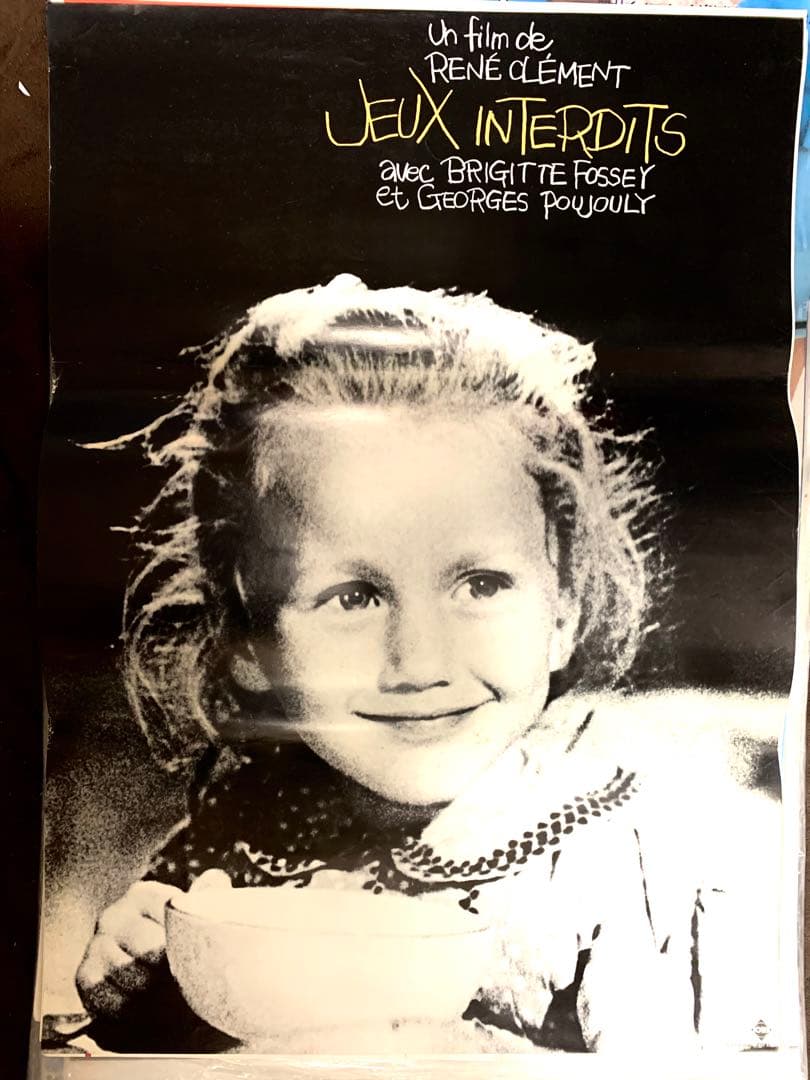 un film de
RENÉ CLÉMENT
JEUX INTERDITS
avec BRIGITTE FOSSEY
et GEORGES POUJOULY